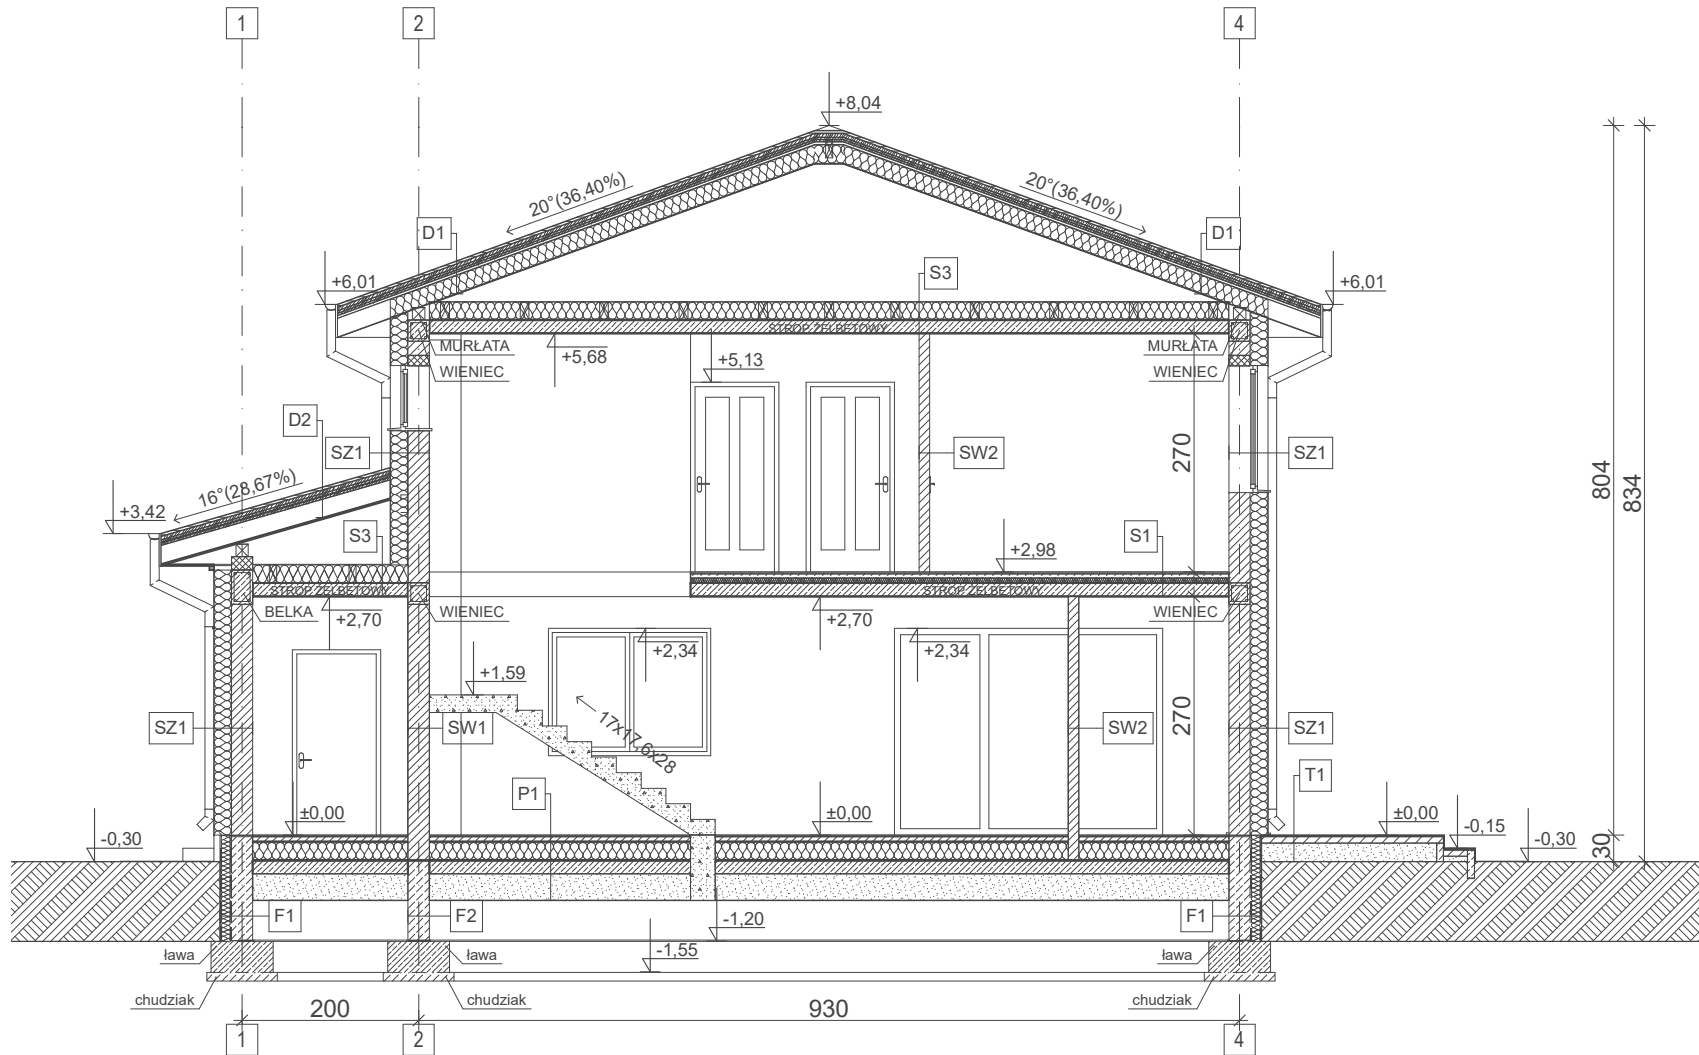 1
2
4
+8,04
20°(36,40%)
20°(36,40%)
D1
D1
S3
+6,01
+6,01
STROP ŻELBETOWY
MURŁATA
MURŁATA
+5,68
+5,13
WIENIEC
WIENIEC
D2
SZ1
SW2
270
SZ1
804
834
16°(28,67%)
+3,42
S3
+2,98
S1
STROP ŻELBETOWY
STROP ŻELBETOWY
BELKA
WIENIEC
WIENIEC
+2,70
+2,70
+2,34
+2,34
+1,59
17x17,6x28
SZ1
SW1
SW2
270
SZ1
P1
T1
±0,00
±0,00
±0,00
-0,30
-0,15
-0,30
30
F1
F2
-1,20
F1
ława
ława
-1,55
ława
chudziak
chudziak
chudziak
200
930
1
2
4